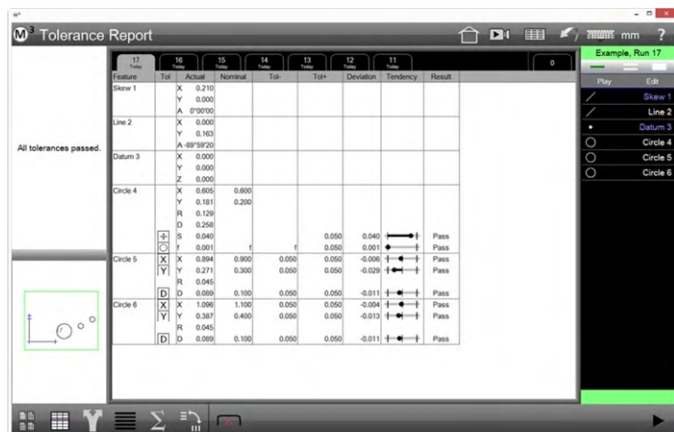 M³ Tolerance Report
mm ?
All tolerances passed.
17 16 15 14 13 12 11 0
Today Today Today Today Today Today Today
Feature Tol Actual Nominal Tol- Tol+ Deviation Tendency Result
Skew 1 X 0.210
Y 0.000
A 0°00'00
Line 2 X 0.000
Y 0.163
A -89°59'20
Datum 3 X 0.000
Y 0.000
Z 0.000
Circle 4 X 0.605 0.600
Y 0.181 0.200
R 0.129
D 0.258
S 0.040 0.050 0.040 Pass
f 0.001 f f 0.050 0.001 Pass
Circle 5 X X 0.894 0.900 0.050 0.050 -0.006 Pass
Y Y 0.271 0.300 0.050 0.050 -0.029 Pass
R 0.045
D D 0.089 0.100 0.050 0.050 -0.011 Pass
Circle 6 X X 1.096 1.100 0.050 0.050 -0.004 Pass
Y Y 0.387 0.400 0.050 0.050 -0.013 Pass
R 0.045
D D 0.089 0.100 0.050 0.050 -0.011 Pass
Example, Run 17
Play Edit
Skew 1
Line 2
Datum 3
Circle 4
Circle 5
Circle 6